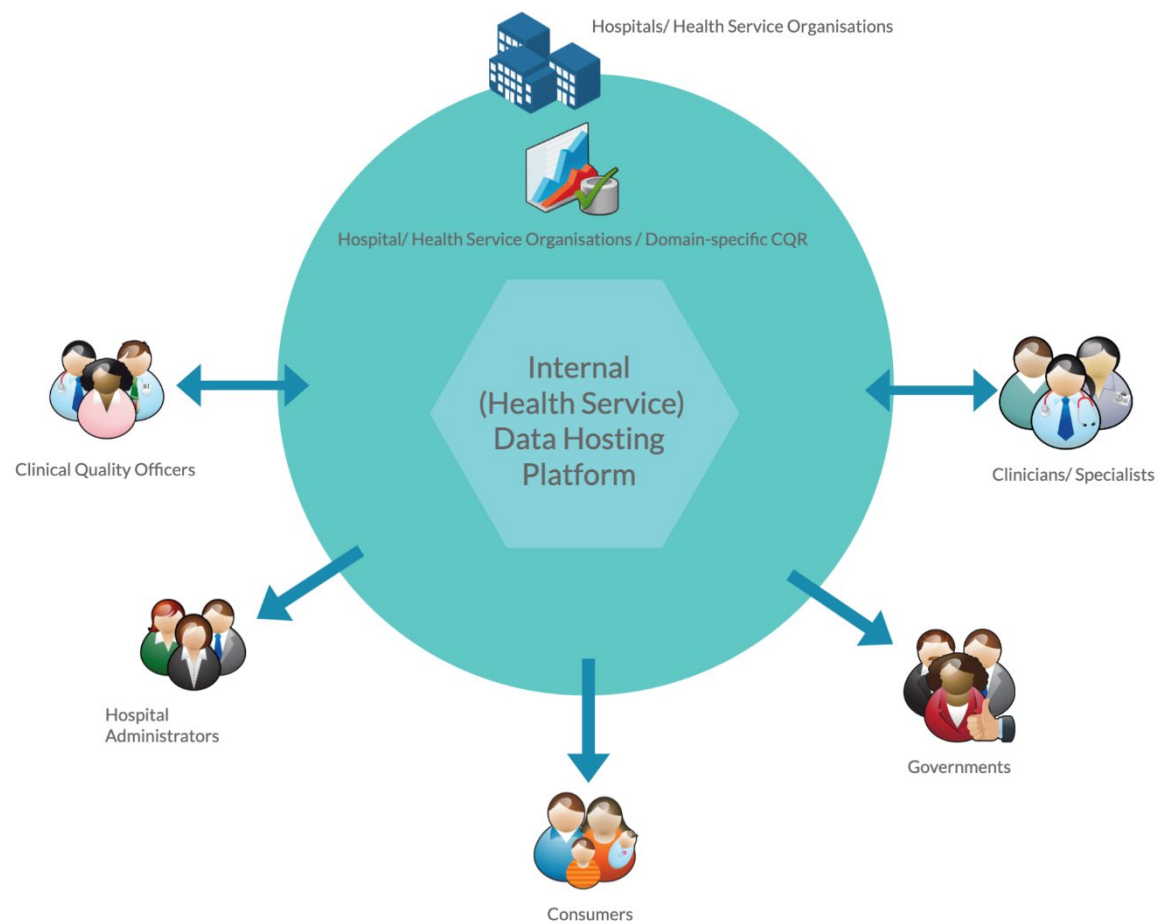 Hospitals/ Health Service Organisations
Hospital/ Health Service Organisations / Domain-specific CQR
Internal
(Health Service)
Data Hosting
Platform
Clinical Quality Officers
Clinicians/ Specialists
Hospital
Administrators
Governments
Consumers